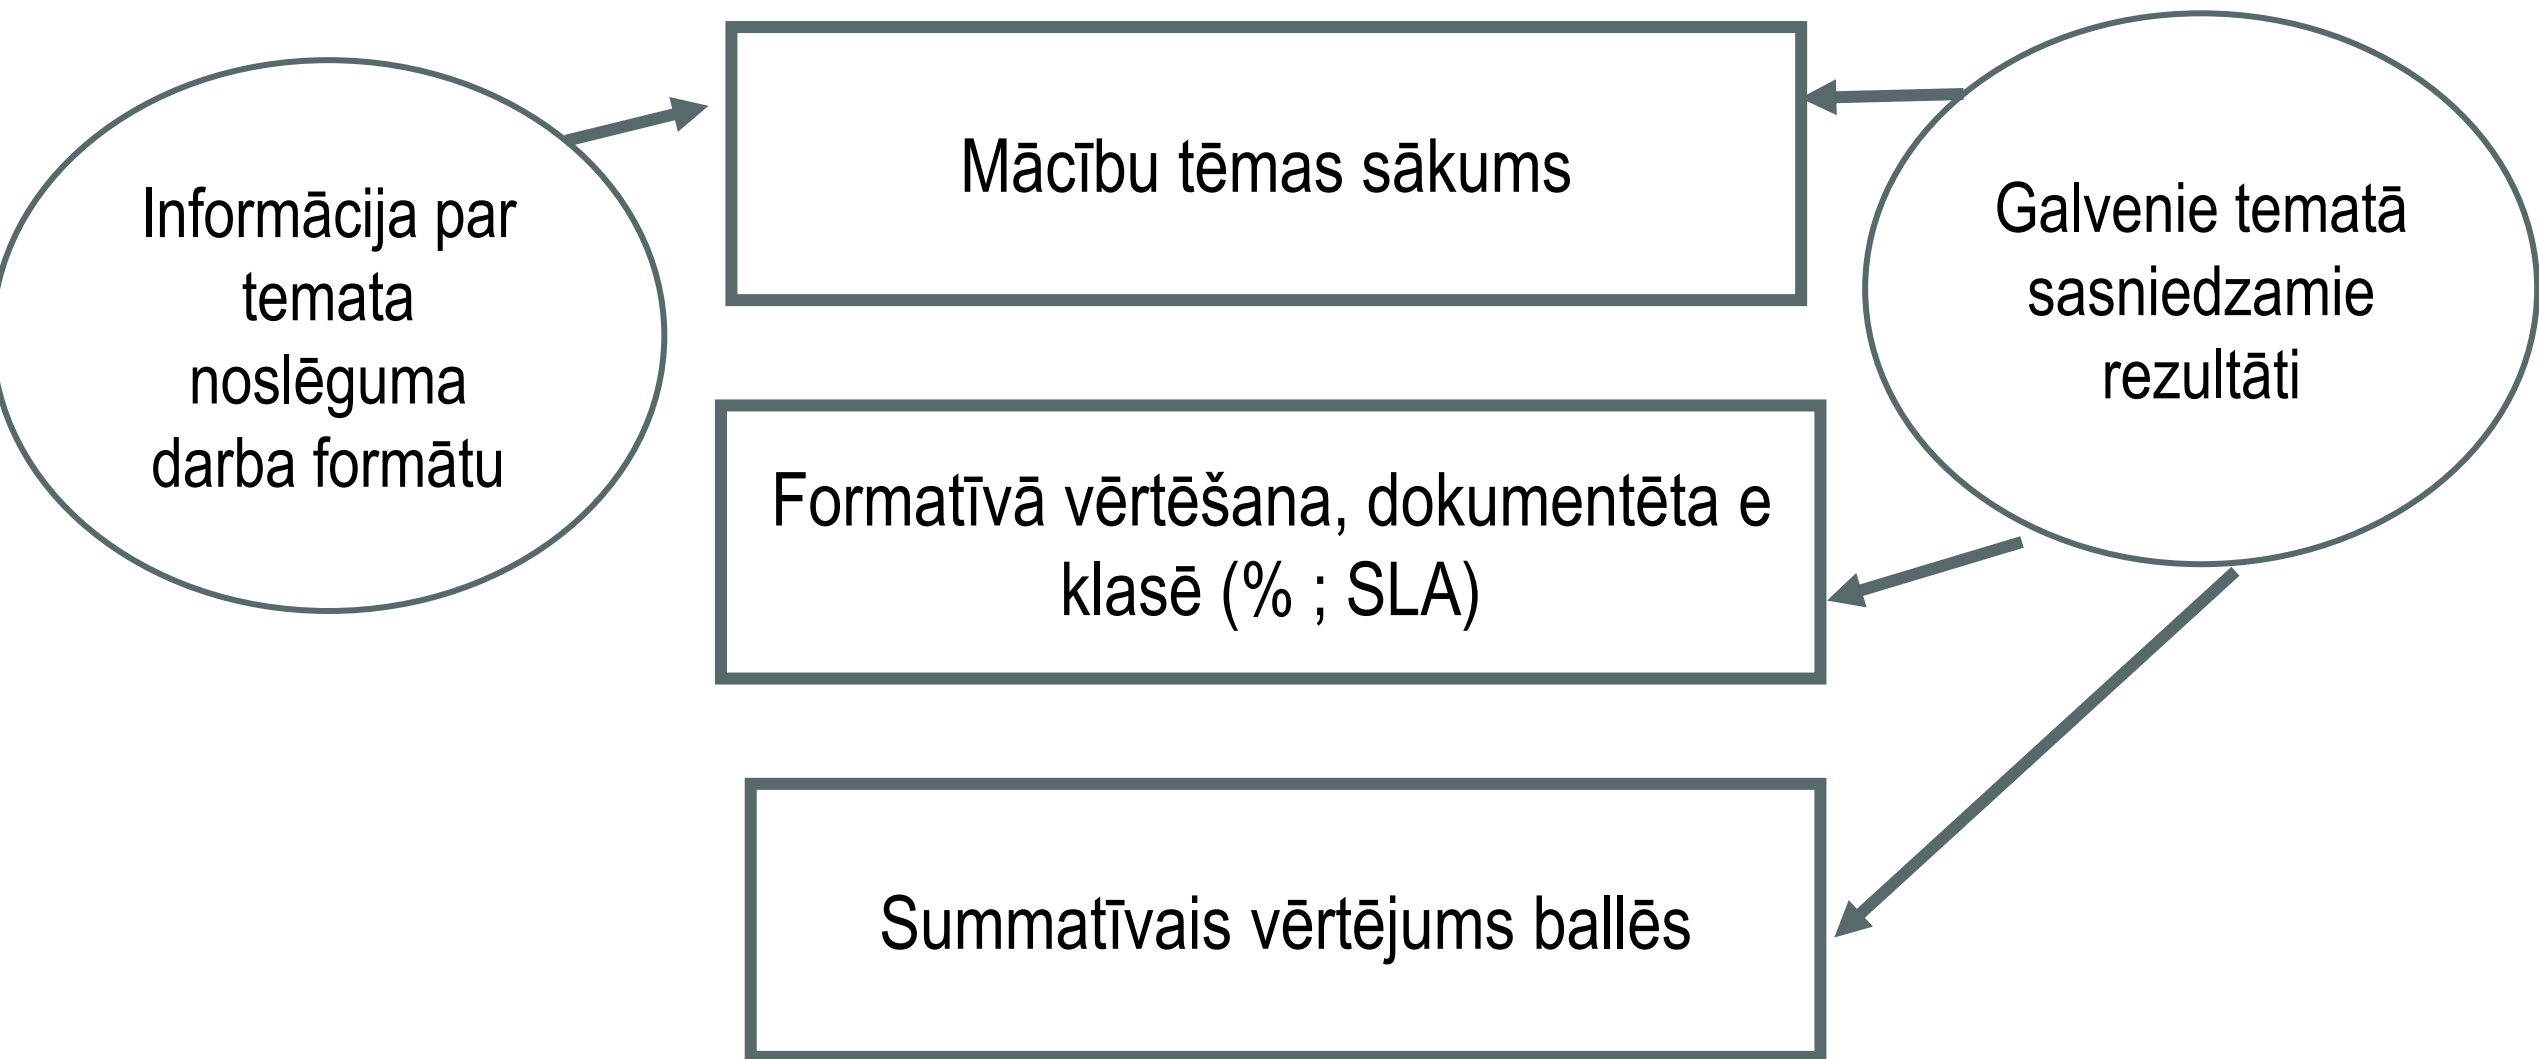 Informācija par
temata
noslēguma
darba formātu
Mācību tēmas sākums
Formatīvā vērtēšana, dokumentēta e
klasē (% ; SLA)
Summatīvais vērtējums ballēs
Galvenie tematā
sasniedzamie
rezultāti